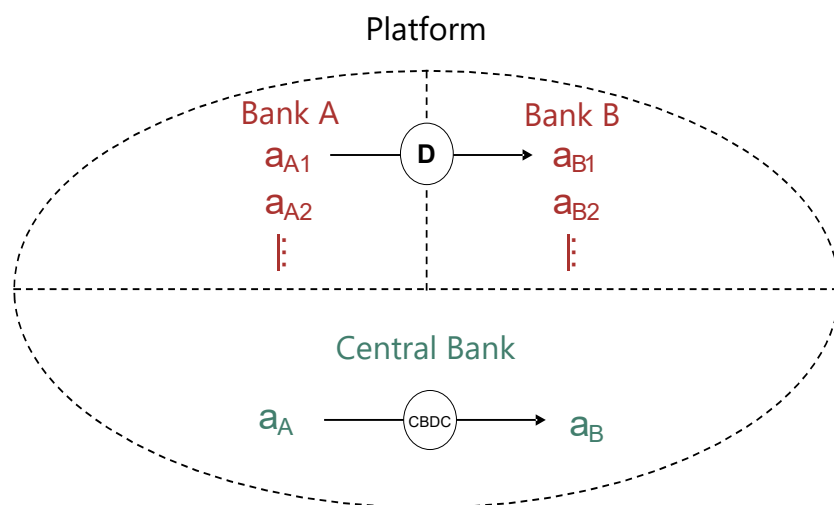 Platform
Bank A
Bank B
aA1
D
aB1
aA2
aB2
Central Bank
aA
CBDC
aB